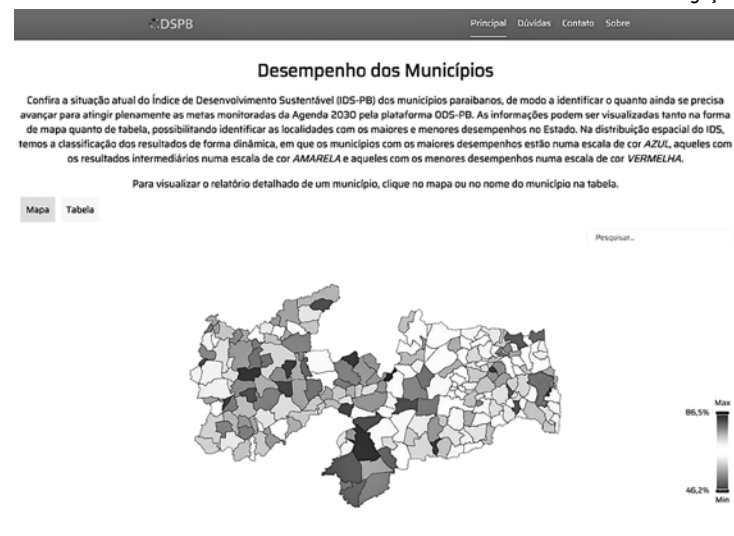 DSPB
Principal Dúvidas Contato Sobre
Desempenho dos Municípios
Confira a situação atual do Índice de Desenvolvimento Sustentável (IDS-PB) dos municípios paraibanos, de modo a identificar o quanto ainda se precisa
avançar para atingir plenamente as metas monitoradas da Agenda 2030 pela plataforma ODS-PB. As informações podem ser visualizadas tanto na forma
de mapa quanto de tabela, possibilitando identificar as localidades com os maiores e menores desempenhos no Estado. Na distribuição espacial do IDS,
temos a classificação dos resultados de forma dinâmica, em que os municípios com os maiores desempenhos estão numa escala de cor AZUL, aqueles com
os resultados intermediários numa escala de cor AMARELA e aqueles com os menores desempenhos numa escala de cor VERMELHA.
Para visualizar o relatório detalhado de um município, clique no mapa ou no nome do município na tabela.
Mapa Tabela
Pesquisar...
Max
86,5%
46,2%
Min